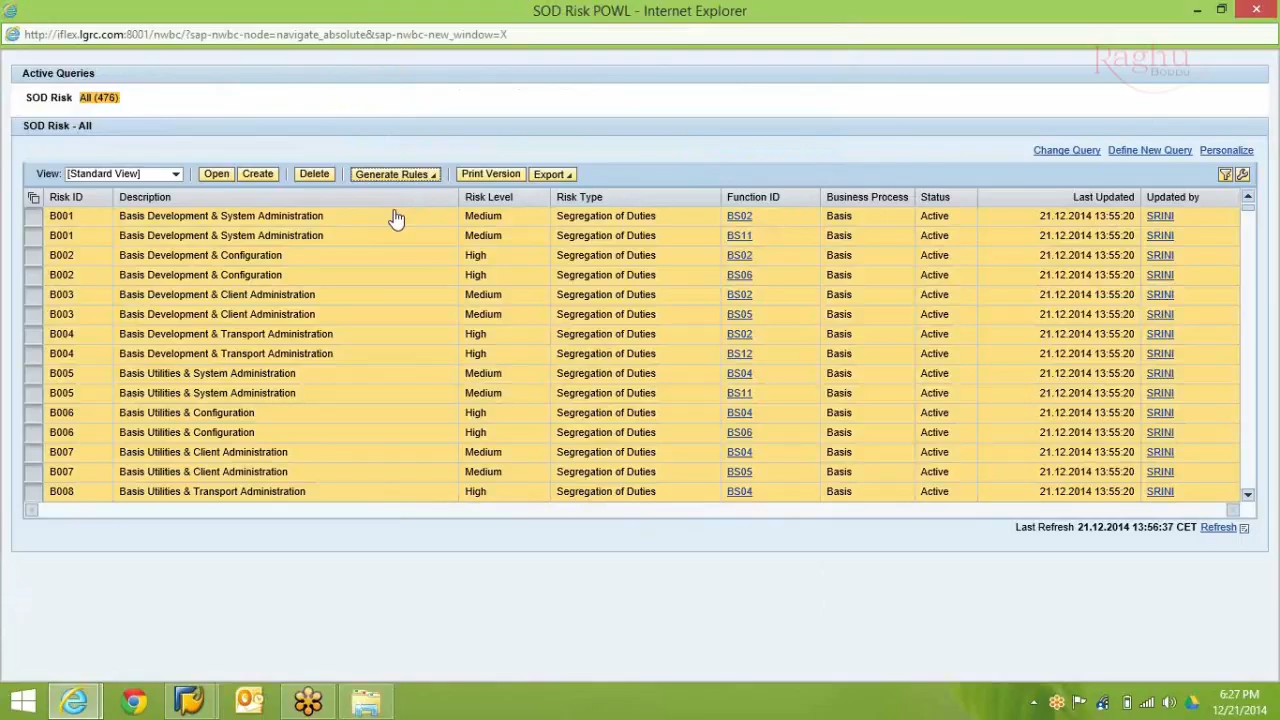 SOD Risk POWL - Internet Explorer
http://iflex.lgrc.com:8001/nwbc/?sap-nwbc-node=navigate_absolute&sap-nwbc-new_window=X
Raghu
BODDU
Active Queries
SOD Risk All (476)
SOD Risk - All
Change Query Define New Query Personalize
View: [Standard View] Open Create Delete Generate Rules Print Version Export
Risk ID Description Risk Level Risk Type Function ID Business Process Status Last Updated Updated by
B001 Basis Development & System Administration Medium Segregation of Duties BS02 Basis Active 21.12.2014 13:55:20 SRINI
B001 Basis Development & System Administration Medium Segregation of Duties BS11 Basis Active 21.12.2014 13:55:20 SRINI
B002 Basis Development & Configuration High Segregation of Duties BS02 Basis Active 21.12.2014 13:55:20 SRINI
B002 Basis Development & Configuration High Segregation of Duties BS06 Basis Active 21.12.2014 13:55:20 SRINI
B003 Basis Development & Client Administration Medium Segregation of Duties BS02 Basis Active 21.12.2014 13:55:20 SRINI
B003 Basis Development & Client Administration Medium Segregation of Duties BS05 Basis Active 21.12.2014 13:55:20 SRINI
B004 Basis Development & Transport Administration High Segregation of Duties BS02 Basis Active 21.12.2014 13:55:20 SRINI
B004 Basis Development & Transport Administration High Segregation of Duties BS12 Basis Active 21.12.2014 13:55:20 SRINI
B005 Basis Utilities & System Administration Medium Segregation of Duties BS04 Basis Active 21.12.2014 13:55:20 SRINI
B005 Basis Utilities & System Administration Medium Segregation of Duties BS11 Basis Active 21.12.2014 13:55:20 SRINI
B006 Basis Utilities & Configuration High Segregation of Duties BS04 Basis Active 21.12.2014 13:55:20 SRINI
B006 Basis Utilities & Configuration High Segregation of Duties BS06 Basis Active 21.12.2014 13:55:20 SRINI
B007 Basis Utilities & Client Administration Medium Segregation of Duties BS04 Basis Active 21.12.2014 13:55:20 SRINI
B007 Basis Utilities & Client Administration Medium Segregation of Duties BS05 Basis Active 21.12.2014 13:55:20 SRINI
B008 Basis Utilities & Transport Administration High Segregation of Duties BS04 Basis Active 21.12.2014 13:55:20 SRINI
Last Refresh 21.12.2014 13:56:37 CET Refresh
6:27 PM
12/21/2014